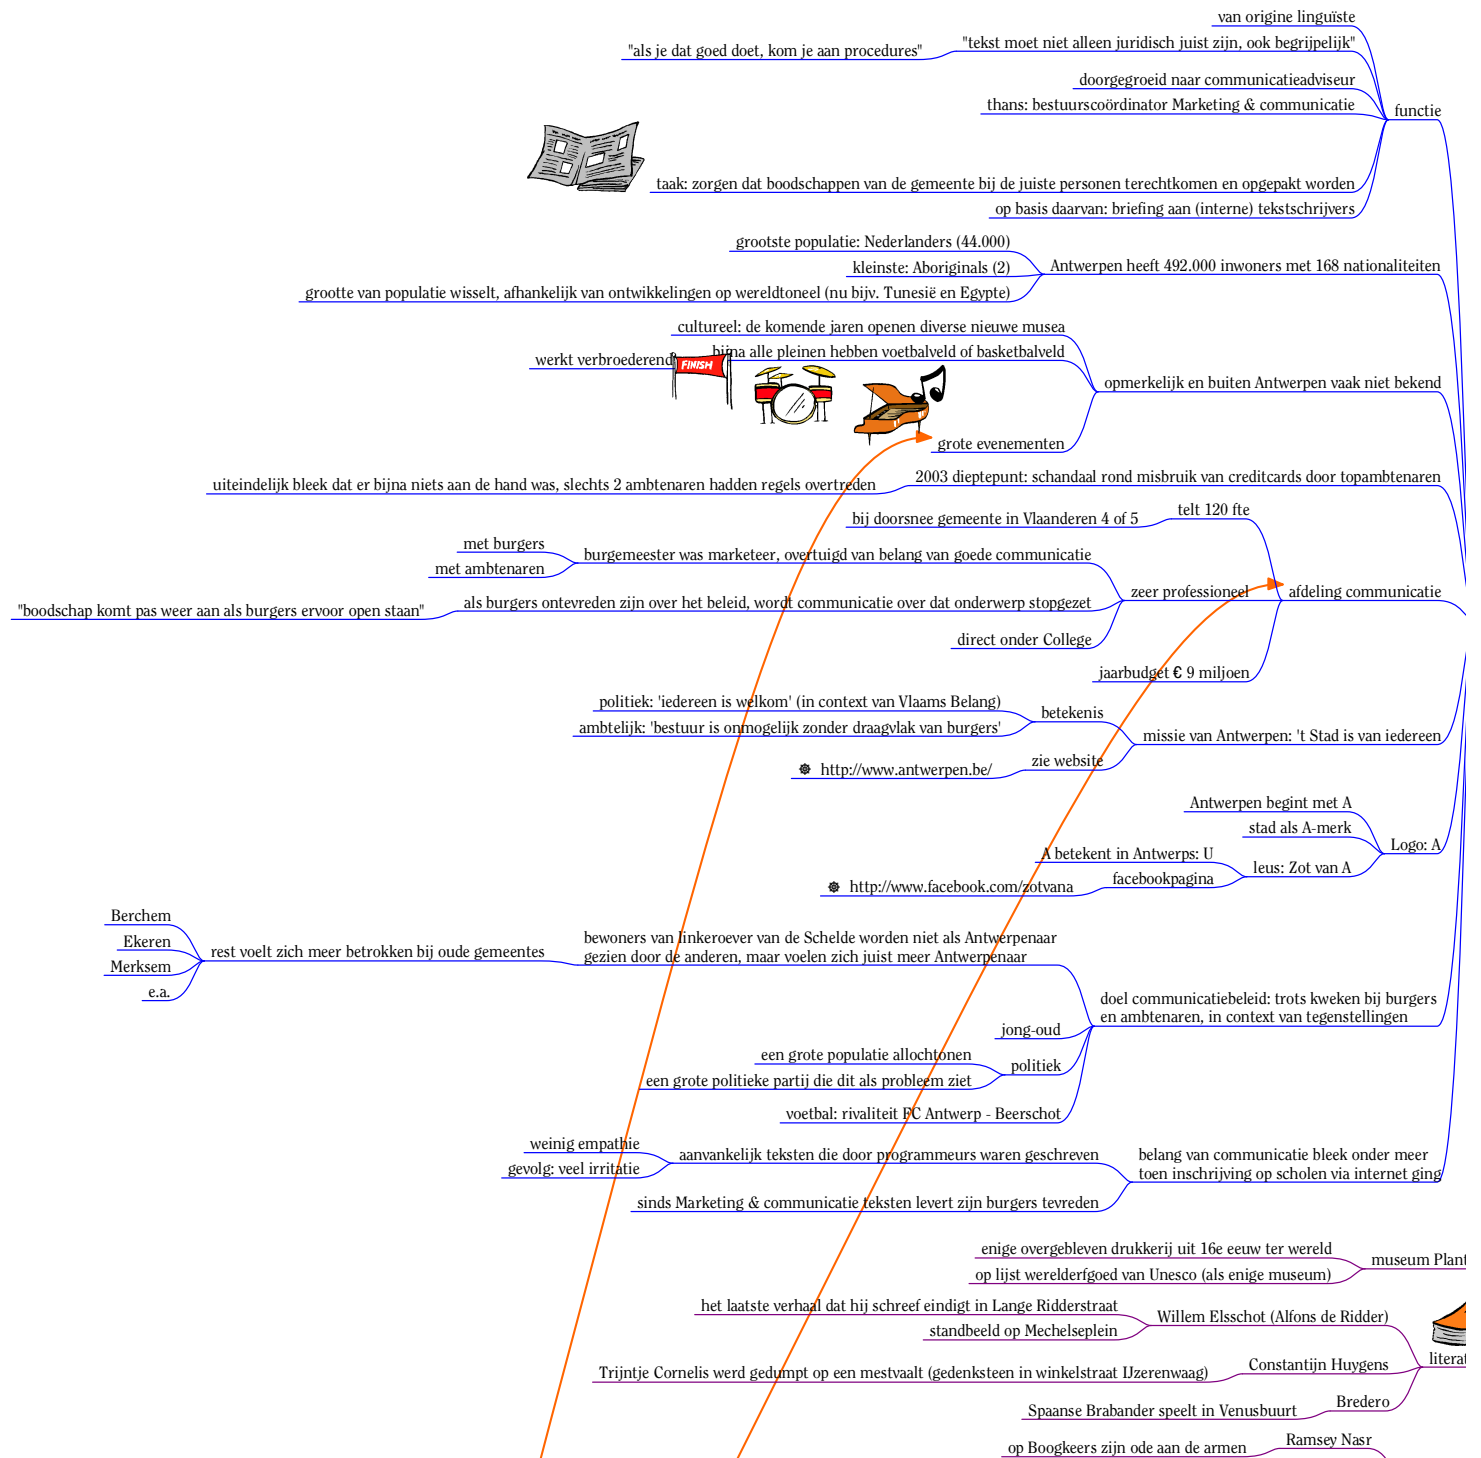 van origine linguïste
"tekst moet niet alleen juridisch juist zijn, ook begrijpelijk"
"als je dat goed doet, kom je aan procedures"
doorgegroeid naar communicatieadviseur
thans: bestuurscoördinator Marketing & communicatie
functie
taak: zorgen dat boodschappen van de gemeente bij de juiste personen terechtkomen en opgepakt worden
op basis daarvan: briefing aan (interne) tekstschrijvers
grootste populatie: Nederlanders (44.000)
kleinste: Aboriginals (2)
Antwerpen heeft 492.000 inwoners met 168 nationaliteiten
grootte van populatie wisselt, afhankelijk van ontwikkelingen op wereldtoneel (nu bijv. Tunesië en Egypte)
cultureel: de komende jaren openen diverse nieuwe musea
bijna alle pleinen hebben voetbalveld of basketbalveld
werkt verbroederend
FINISH
opmerkelijk en buiten Antwerpen vaak niet bekend
grote evenementen
2003 dieptepunt: schandaal rond misbruik van creditcards door topambtenaren
uiteindelijk bleek dat er bijna niets aan de hand was, slechts 2 ambtenaren hadden regels overtreden
telt 120 fte
bij doorsnee gemeente in Vlaanderen 4 of 5
met burgers
burgemeester was marketeer, overtuigd van belang van goede communicatie
met ambtenaren
zeer professioneel
afdeling communicatie
als burgers ontevreden zijn over het beleid, wordt communicatie over dat onderwerp stopgezet
"boodschap komt pas weer aan als burgers ervoor open staan"
direct onder College
jaarbudget € 9 miljoen
politiek: 'iedereen is welkom' (in context van Vlaams Belang)
betekenis
ambtelijk: 'bestuur is onmogelijk zonder draagvlak van burgers'
missie van Antwerpen: 't Stad is van iedereen
zie website
http://www.antwerpen.be/
Antwerpen begint met A
stad als A-merk
Logo: A
A betekent in Antwerps: U
leus: Zot van A
facebookpagina
http://www.facebook.com/zotvana
Berchem
Ekeren
Merksem
e.a.
rest voelt zich meer betrokken bij oude gemeentes
bewoners van linkeroever van de Schelde worden niet als Antwerpenaar
gezien door de anderen, maar voelen zich juist meer Antwerpenaar
doel communicatiebeleid: trots kweken bij burgers
en ambtenaren, in context van tegenstellingen
jong-oud
een grote populatie allochtonen
politiek
een grote politieke partij die dit als probleem ziet
voetbal: rivaliteit FC Antwerp - Beerschot
weinig empathie
gevolg: veel irritatie
aanvankelijk teksten die door programmeurs waren geschreven
belang van communicatie bleek onder meer
toen inschrijving op scholen via internet ging
sinds Marketing & communicatie teksten levert zijn burgers tevreden
enige overgebleven drukkerij uit 16e eeuw ter wereld
museum Plant
op lijst werelderfgoed van Unesco (als enige museum)
het laatste verhaal dat hij schreef eindigt in Lange Ridderstraat
Willem Elsschot (Alfons de Ridder)
standbeeld op Mechelseplein
literat
Constantijn Huygens
Trijntje Cornelis werd gedumpt op een mestvaalt (gedenksteen in winkelstraat IJzerenwaag)
Bredero
Spaanse Brabander speelt in Venusbuurt
Ramsey Nasr
op Boogkeers zijn ode aan de armen